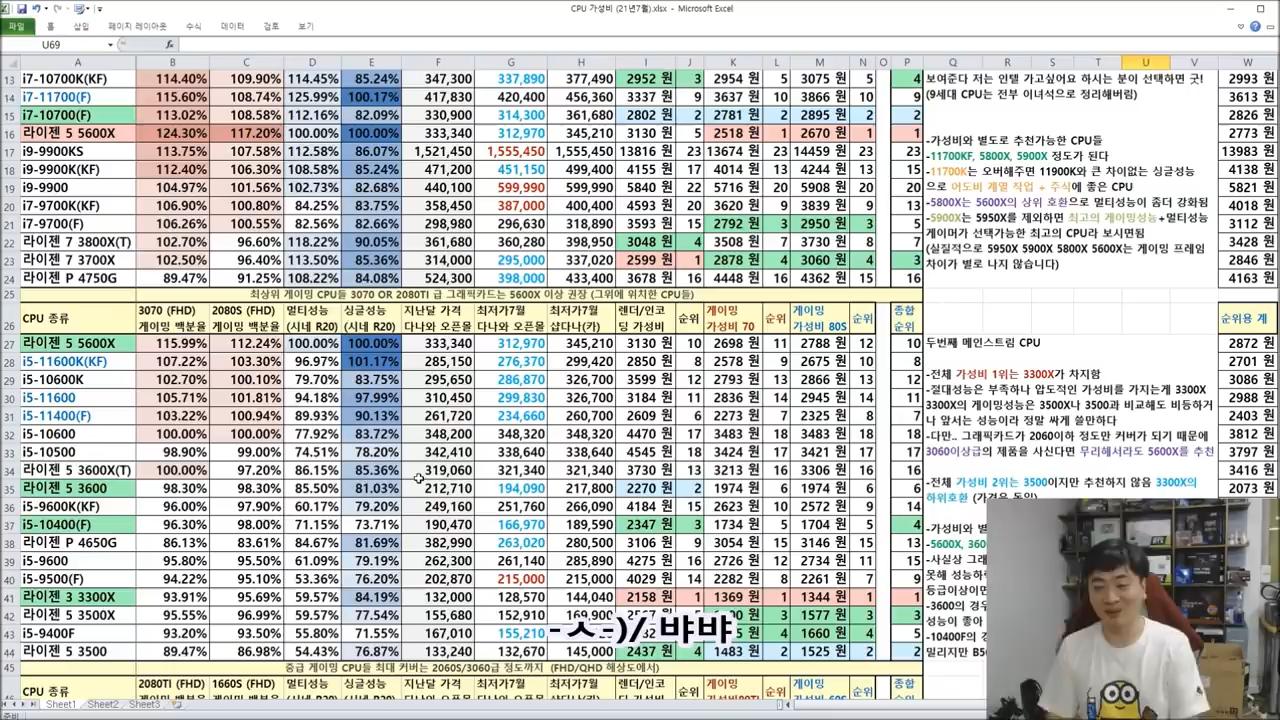 CPU 가성비 (21년7월).xlsx - Microsoft Excel
파일 홈 삽입 페이지 레이아웃 수식 데이터 검토 보기
U69 fx
A B C D E F G H I J K L M N O P Q R S T U V W
13 i7-10700K(KF) 114.40% 109.90% 114.45% 85.24% 347,300 337,890 377,490 2952 원 3 2954 원 5 3075 원 5 4 보여준다 저는 인텔 가고싶어요 하시는 분이 선택하면 굿! 2993 원
14 i7-11700(F) 115.60% 108.74% 125.99% 100.17% 417,830 420,400 456,360 3337 원 9 3637 원 10 3866 원 10 9 (9세대 CPU는 전부 이녀석으로 정리해버림) 3613 원
15 i7-10700(F) 113.02% 108.58% 112.16% 82.09% 330,900 314,300 361,680 2802 원 2 2781 원 2 2895 원 2 2 2826 원
16 라이젠 5 5600X 124.30% 117.20% 100.00% 100.00% 333,340 312,970 345,210 3130 원 5 2518 원 1 2670 원 1 1 -가성비와 별도로 추천가능한 CPU들 2773 원
17 i9-9900KS 113.75% 107.58% 112.58% 86.07% 1,521,450 1,555,450 1,555,450 13816 원 23 13674 원 23 14459 원 23 23 -11700KF, 5800X, 5900X 정도가 된다 13983 원
18 i9-9900K(KF) 112.40% 106.30% 108.58% 85.24% 471,200 451,150 499,400 4155 원 17 4014 원 13 4244 원 13 15 -11700K는 오버해주면 11900K와 큰 차이없는 싱글성능 4138 원
19 i9-9900 104.97% 101.56% 102.73% 82.68% 440,100 599,990 599,990 5840 원 22 5716 원 20 5908 원 20 20 으로 어도비 계열 작업 + 주식에 좋은 CPU 5821 원
20 i7-9700K(KF) 107.25% 106.35% 84.25% 84.75% 356,700 387,000 400,400 4593 원 20 3620 원 9 3639 원 9 13 -5800X는 5600X의 상위 호환으로 멀티성능이 좀더 강화됨 4018 원
21 i7-9700(F) 106.26% 100.55% 82.56% 82.66% 298,980 296,630 318,980 3593 원 15 2792 원 3 2950 원 3 5 -5900X는 5950X를 제외하면 최고의 게이밍성능+멀티성능 3112 원
22 라이젠 7 3800X(T) 102.70% 96.60% 118.22% 90.05% 361,680 360,280 398,950 3048 원 4 3508 원 7 3730 원 8 7 게이머가 선택가능한 최고의 CPU라 보시면됨 3428 원
23 라이젠 7 3700X 102.50% 96.40% 113.50% 85.36% 314,000 295,000 337,020 2599 원 1 2878 원 4 3060 원 4 3 (실질적으로 5950X 5900X 5800X 5600X는 게이밍 프레임 2846 원
24 라이젠 P 4750G 89.47% 91.25% 108.22% 84.08% 524,300 398,000 433,400 3678 원 16 4448 원 16 4362 원 15 16 차이가 별로 나지 않습니다) 4163 원
25 최상위 게이밍 CPU들 3070 OR 2080TI 급 그래픽카드는 5600X 이상 권장 (그위에 위치한 CPU들)
26 CPU 종류 3070 (FHD) 게이밍 백분율 2080S (FHD) 게이밍 백분율 멀티성능 (시네 R20) 싱글성능 (시네 R20) 지난달 가격 다나와 오픈몰 최저가7월 다나와 오픈몰 최저가7월 샵다나(카) 렌더/인코딩 가성비 순위 게이밍 가성비 70 순위 게이밍 가성비 80S 순위 종합 순위 순위용 계
27 라이젠 5 5600X 115.99% 112.24% 100.00% 100.00% 333,340 312,970 345,210 3130 원 10 2698 원 11 2788 원 12 10 두번째 메인스트림 CPU 2872 원
28 i5-11600K(KF) 107.22% 103.30% 96.97% 101.17% 285,150 276,370 299,420 2850 원 8 2578 원 9 2675 원 10 8 2701 원
29 i5-10600K 102.70% 100.10% 79.70% 83.75% 295,650 286,870 326,700 3599 원 12 2793 원 13 2866 원 13 12 -전체 가성비 1위는 3300X가 차지함 3086 원
30 i5-11600 105.71% 101.81% 94.18% 97.99% 310,450 299,830 310,450 3184 원 11 2836 원 14 2945 원 14 11 -절대성능은 부족하나 압도적인 가성비를 가지는게 3300X 2988 원
31 i5-11400(F) 103.22% 100.94% 89.93% 90.13% 261,720 234,660 261,720 2609 원 6 2273 원 7 2325 원 8 7 3300X의 게이밍성능은 3500X나 3500과 비교해도 비등하거 2403 원
32 i5-10600 100.00% 100.00% 77.92% 83.72% 348,200 348,320 348,200 4470 원 17 3483 원 18 3483 원 18 18 나 앞서는 성능이라 정말 싸게 쓸만하다 3812 원
33 i5-10500 98.90% 99.00% 74.51% 78.20% 342,410 338,640 338,640 4545 원 18 3424 원 17 3421 원 17 17 -다만.. 그래픽카드가 2060이하 정도만 커버가 되기 때문에 3797 원
34 라이젠 5 3600X(T) 100.00% 97.20% 86.15% 85.36% 319,060 321,340 321,340 3730 원 13 3213 원 16 3306 원 16 16 3060이상급의 제품을 사신다면 무리해서라도 5600X를 추천 3416 원
35 라이젠 5 3600 98.30% 98.30% 85.50% 81.03% 212,710 194,090 217,800 2270 원 2 1974 원 6 1974 원 6 6 2073 원
36 i5-9600K(KF) 97.90% 97.90% 60.17% 79.20% 249,160 251,760 266,090 4184 원 15 2623 원 10 2572 원 9 14 -전체 가성비 2위는 3500이지만 추천하지 않음 3300X의
하위호환
37 i5-10400(F) 96.30% 98.00% 71.15% 73.71% 190,470 166,970 189,590 2347 원 3 1734 원 5 1704 원 5 4
38 라이젠 P 4650G 86.13% 83.61% 84.67% 81.69% 382,990 263,020 280,500 3106 원 9 3054 원 15 3146 원 15 13 -가성비와 별
39 i5-9600 95.80% 95.50% 61.09% 79.19% 262,300 261,140 285,890 4275 원 16 2726 원 12 2734 원 11 15 -5600X, 360
40 i5-9500(F) 94.22% 95.10% 53.36% 76.20% 202,870 215,000 215,000 4029 원 14 2282 원 8 2261 원 7 9 -사실상 그래
못해 성능하락
41 라이젠 3 3300X 93.91% 95.69% 59.57% 84.19% 132,000 128,570 144,040 2158 원 1 1369 원 1 1344 원 1 1 등급이상이면
42 라이젠 5 3500X 95.55% 96.99% 59.57% 77.54% 155,680 152,910 169,900 1577 원 3 3 -3600의 경우
성능이 좋아
43 i5-9400F 93.20% 93.50% 55.80% 71.55% 167,010 155,210 4 1660 원 4 5 -10400F의 경
44 라이젠 5 3500 89.27% 86.98% 54.43% 76.87% 133,240 132,670 2437 원 4 1483 원 2 1525 원 2 2 밀리지만 B5
-ㅅ-)/ 뱌뱌
45 중급 게이밍 CPU들 최대 커버는 2060S/3060급 정도까지 (FHD/QHD 해상도에서)
CPU 종류 2080TI (FHD) 1660S (FHD) 멀티성능 싱글성능 지난달 가격 최저가7월 최저가7월 렌더/인코 순위 게이밍 순위 게이밍 순위 종합
Sheet1 Sheet2 Sheet3
준비